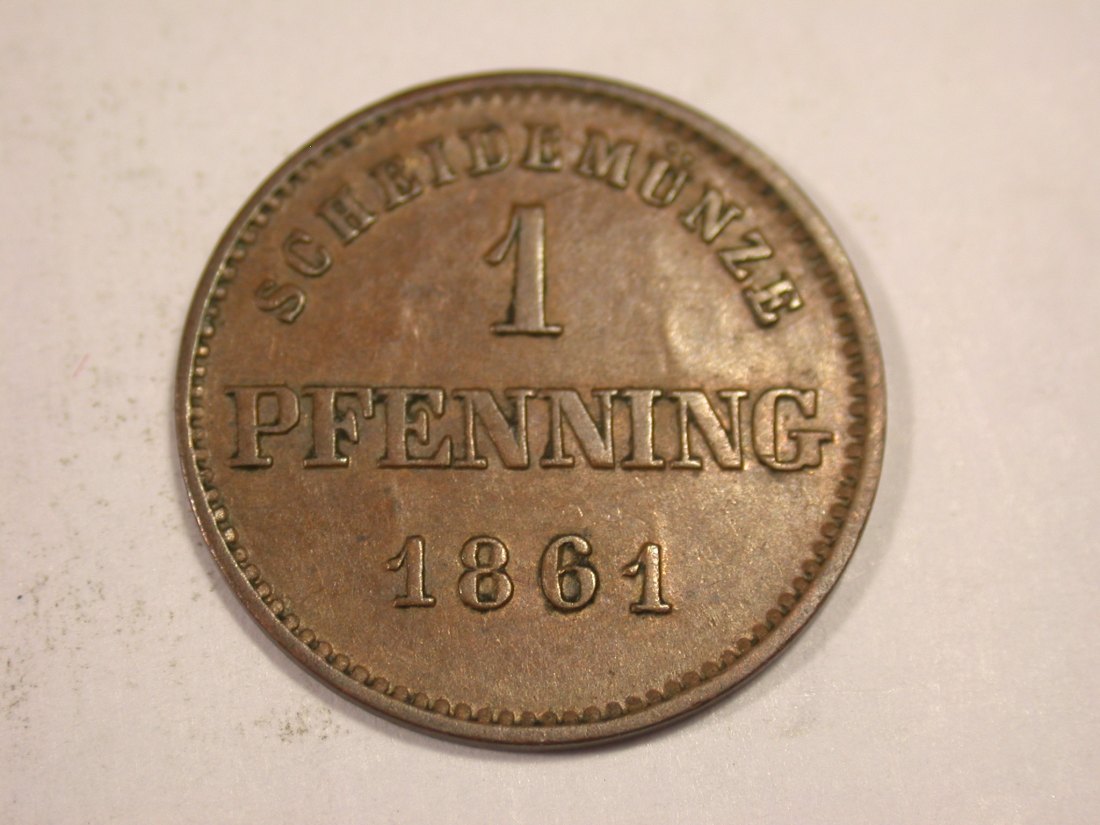 SCHEIDEMÜNZE
1
PFENNING
1861